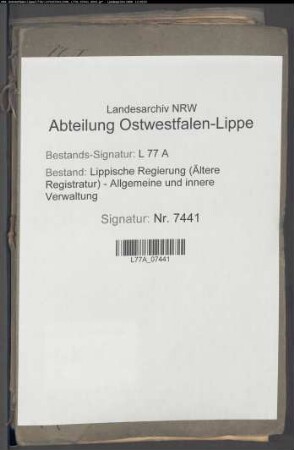 Landesarchiv NRW
Abteilung Ostwestfalen-Lippe
Bestands-Signatur: L 77 A
Bestand: Lippische Regierung (Ältere
Registratur) - Allgemeine und innere
Verwaltung
Signatur: Nr. 7441
L77A_07441